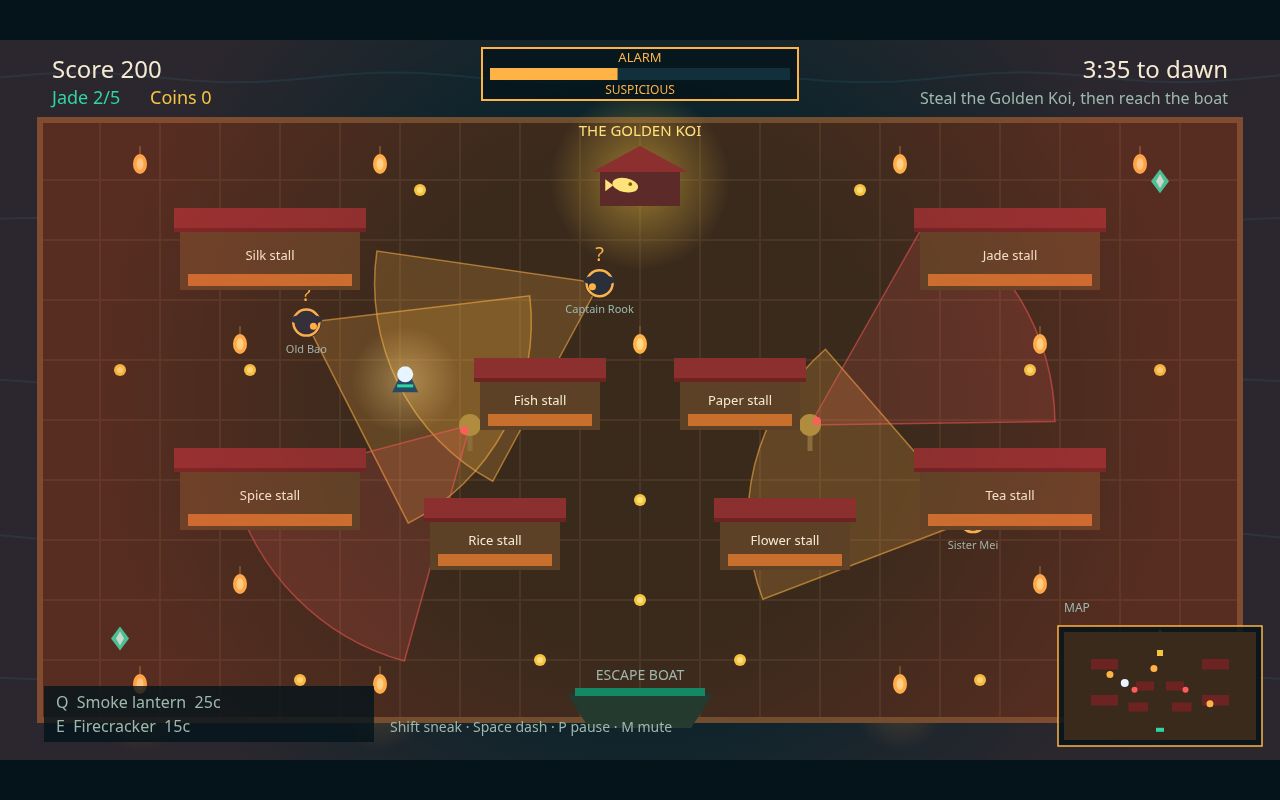 Score 200
Jade 2/5 Coins 0
ALARM
SUSPICIOUS
3:35 to dawn
Steal the Golden Koi, then reach the boat
THE GOLDEN KOI
Silk stall
Jade stall
?
Captain Rook
?
Old Bao
Fish stall
Paper stall
Spice stall
Tea stall
Rice stall
Flower stall
Sister Mei
MAP
ESCAPE BOAT
Q Smoke lantern 25c
E Firecracker 15c
Shift sneak · Space dash · P pause · M mute